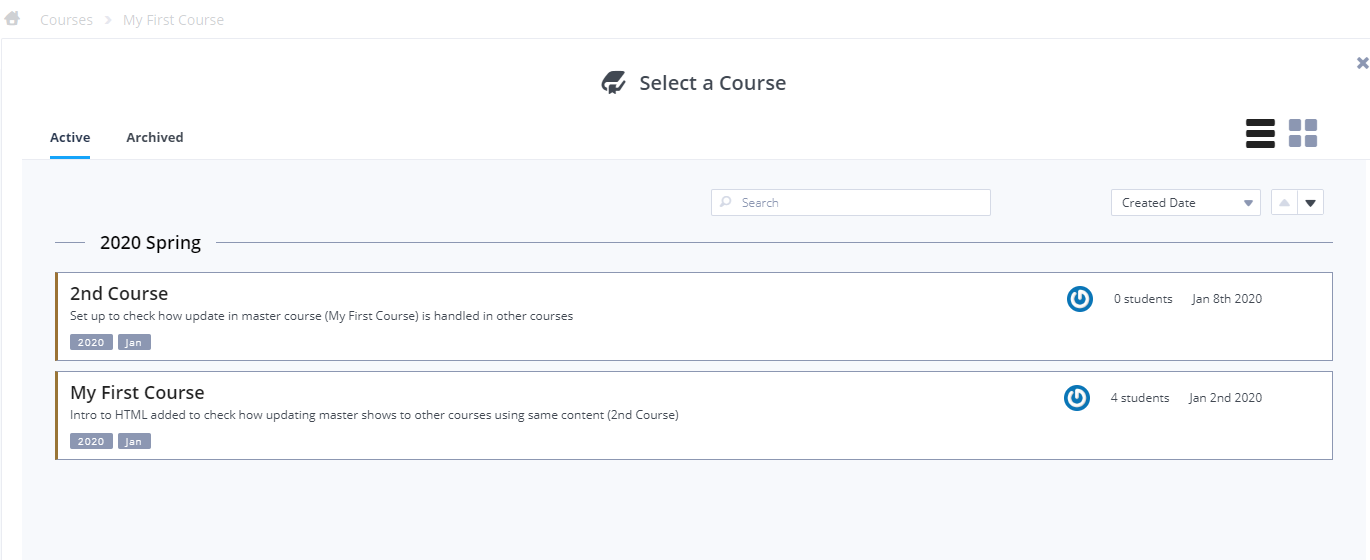 Courses > My First Course
Select a Course
Active Archived
Search Created Date
2020 Spring
2nd Course
Set up to check how update in master course (My First Course) is handled in other courses
0 students Jan 8th 2020
2020 Jan
My First Course
Intro to HTML added to check how updating master shows to other courses using same content (2nd Course)
4 students Jan 2nd 2020
2020 Jan